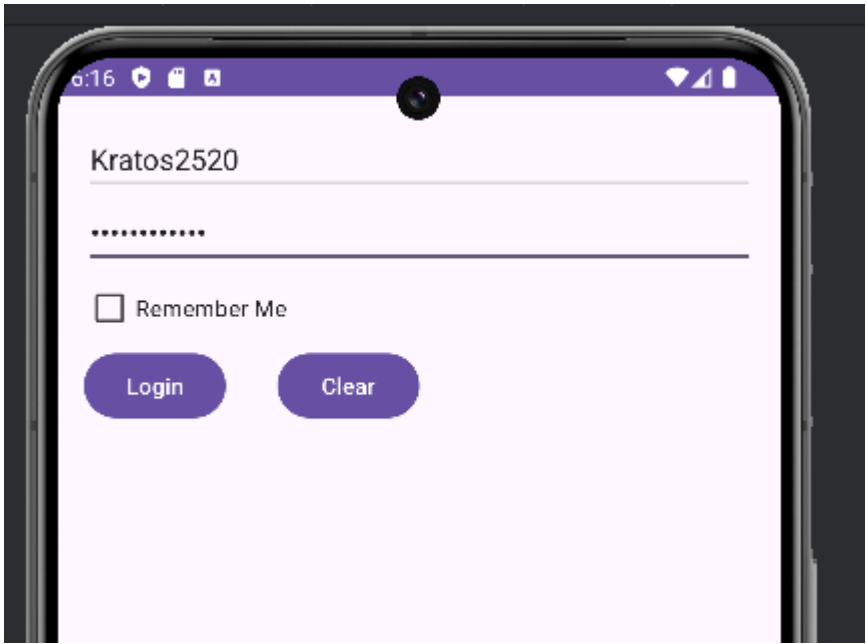 6:16
Kratos2520
••••••••••••
Remember Me
Login Clear